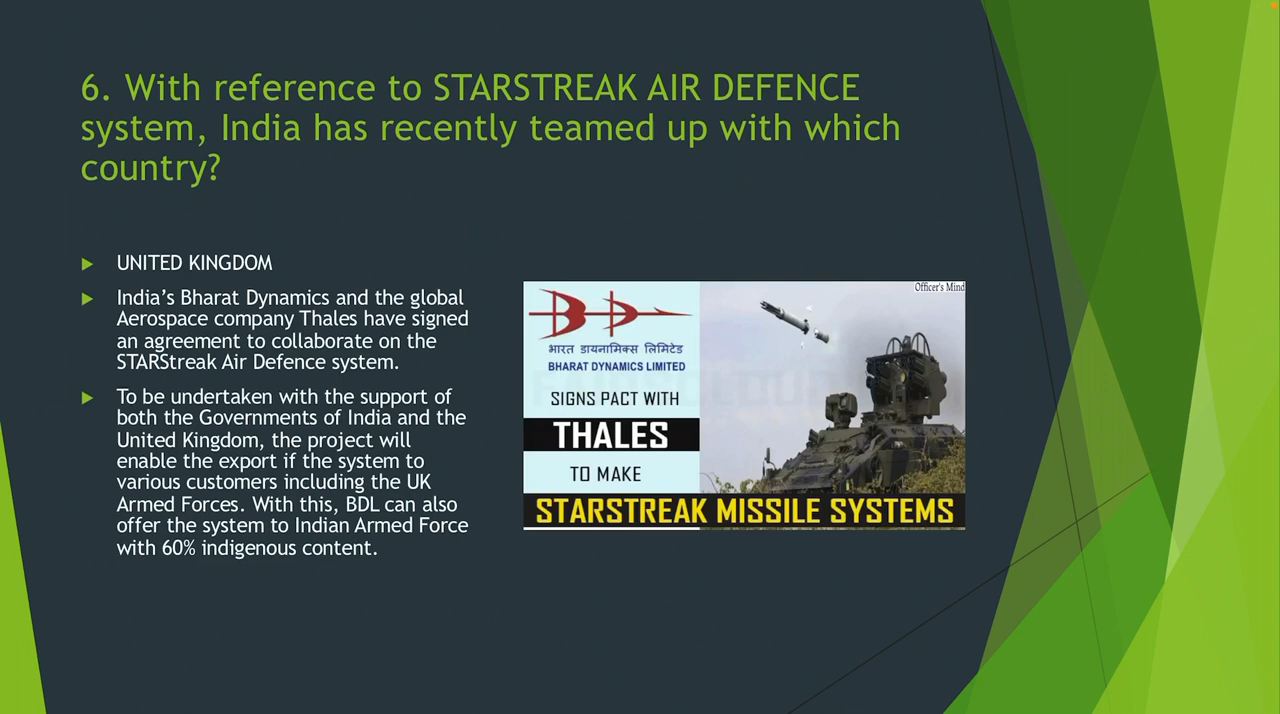 6. With reference to STARSTREAK AIR DEFENCE
system, India has recently teamed up with which
country?
UNITED KINGDOM
India’s Bharat Dynamics and the global
Aerospace company Thales have signed
an agreement to collaborate on the
STARStreak Air Defence system.
To be undertaken with the support of
both the Governments of India and the
United Kingdom, the project will
enable the export if the system to
various customers including the UK
Armed Forces. With this, BDL can also
offer the system to Indian Armed Force
with 60% indigenous content.
Officer's Mind
भारत डायनामिक्स लिमिटेड
BHARAT DYNAMICS LIMITED
SIGNS PACT WITH
THALES
TO MAKE
STARSTREAK MISSILE SYSTEMS